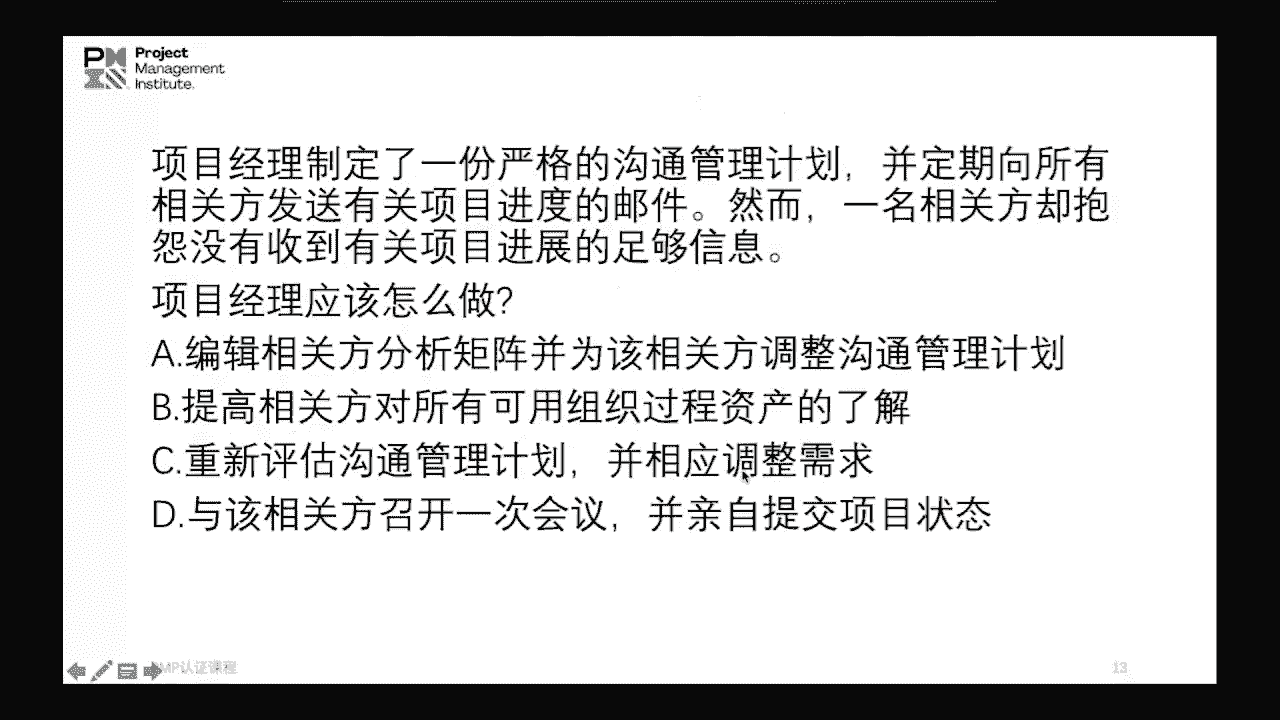 Project
Management
Institute.
项目经理制定了一份严格的沟通管理计划，并定期向所有
相关方发送有关项目进度的邮件。然而，一名相关方却抱
怨没有收到有关项目进展的足够信息。
项目经理应该怎么做?
A.编辑相关方分析矩阵并为该相关方调整沟通管理计划
B.提高相关方对所有可用组织过程资产的了解
C.重新评估沟通管理计划，并相应调整需求
D.与该相关方召开一次会议，并亲自提交项目状态
MP认证课程
13